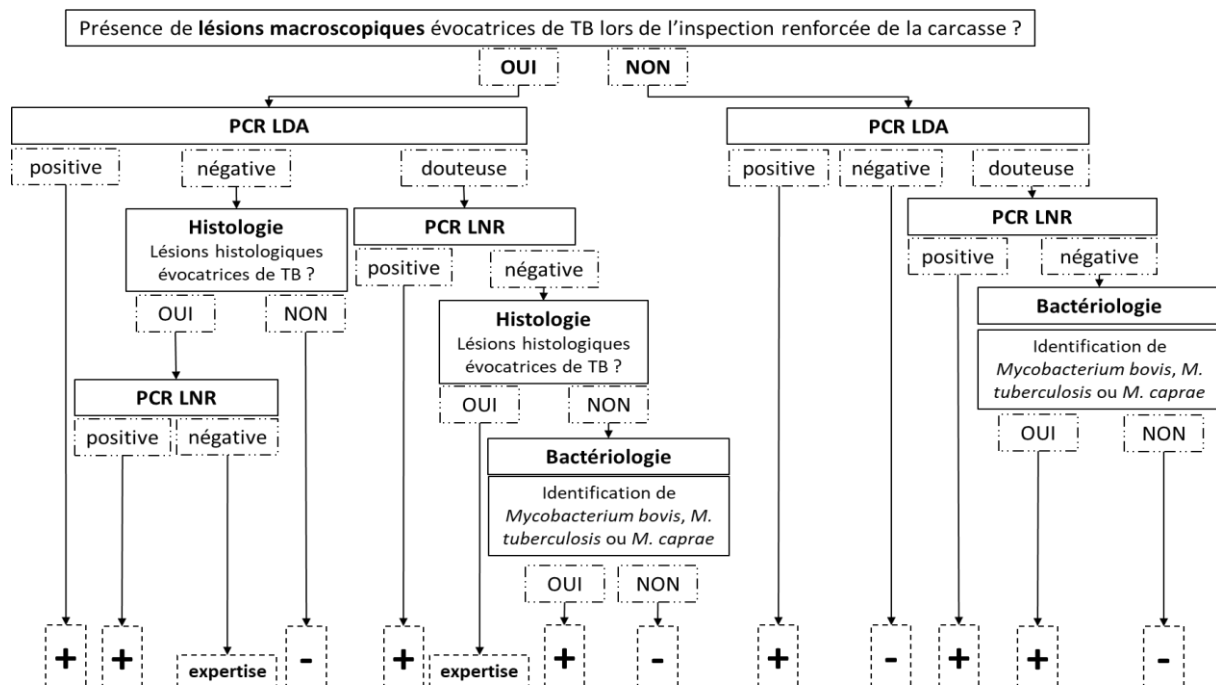 Présence de lésions macroscopiques évocatrices de TB lors de l'inspection renforcée de la carcasse ?
OUI
NON
PCR LDA
positive
négative
douteuse
Histologie
Lésions histologiques
évocatrices de TB ?
OUI
NON
PCR LNR
positive
négative
PCR LNR
positive
négative
Histologie
Lésions histologiques
évocatrices de TB ?
OUI
NON
Bactériologie
Identification de
Mycobacterium bovis, M.
tuberculosis ou M. caprae
OUI
NON
PCR LDA
positive
négative
douteuse
PCR LNR
positive
négative
Bactériologie
Identification de
Mycobacterium bovis, M.
tuberculosis ou M. caprae
OUI
NON
+
+
expertise
-
+
expertise
+
-
+
-
+
+
-